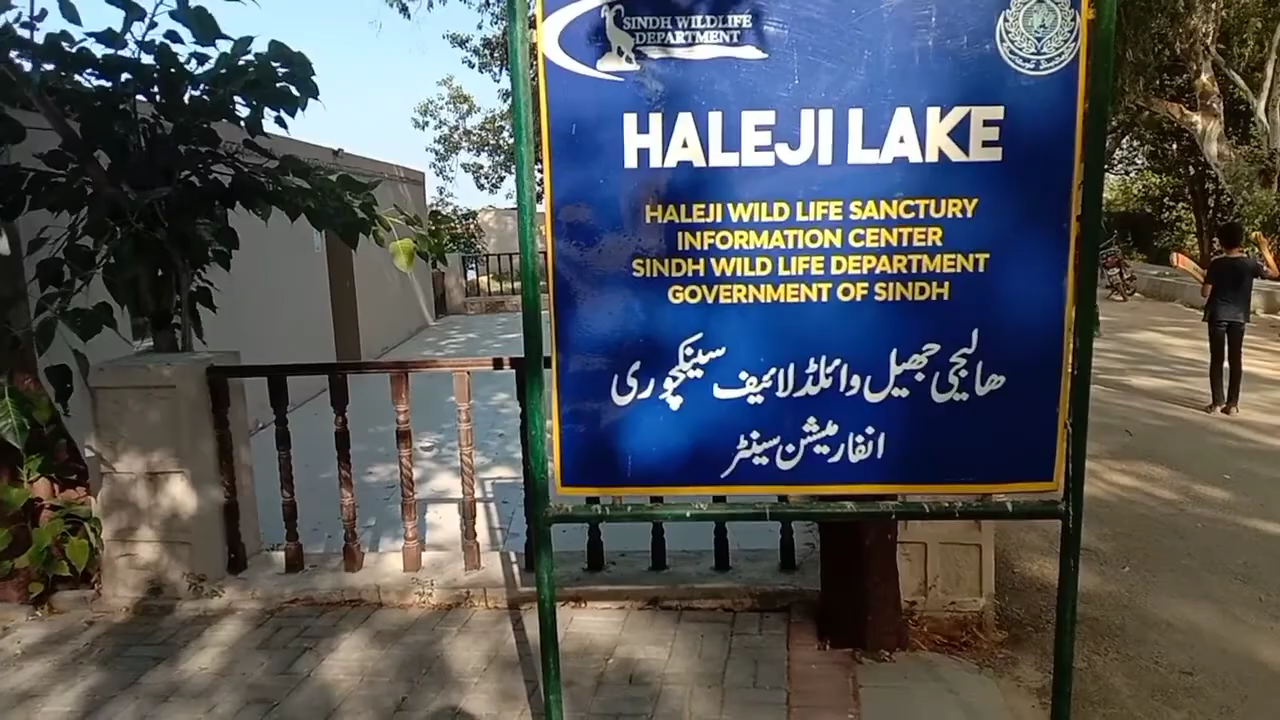 SINDH WILDLIFE
DEPARTMENT
HALEJI LAKE
HALEJI WILD LIFE SANCTURY
INFORMATION CENTER
SINDH WILD LIFE DEPARTMENT
GOVERNMENT OF SINDH
ھالیجی جھیل وائلڈ لائیف سینکچوری
انفارمیشن سینٹر